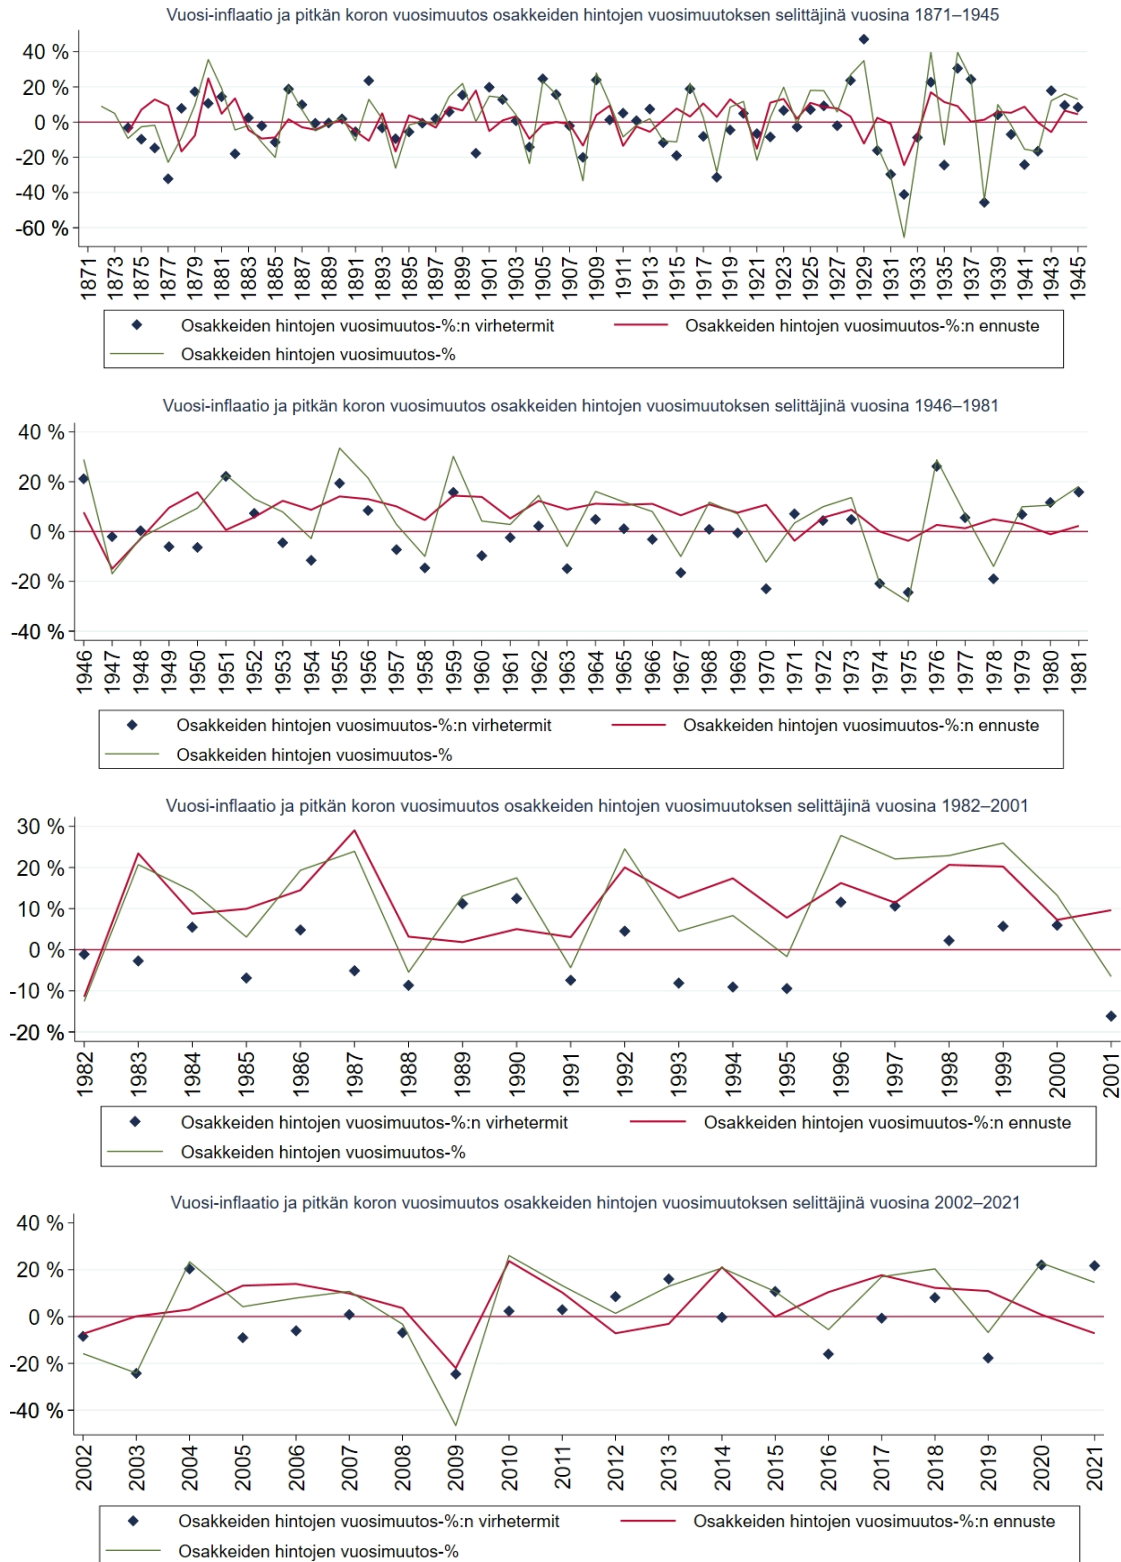 Vuosi-inflaatio ja pitkän koron vuosimuutos osakkeiden hintojen vuosimuutoksen selittäjinä vuosina 1871–1945
40 %
20 %
0 %
-20 %
-40 %
-60 %
1871 1873 1875 1877 1879 1881 1883 1885 1887 1889 1891 1893 1895 1897 1899 1901 1903 1905 1907 1909 1911 1913 1915 1917 1919 1921 1923 1925 1927 1929 1931 1933 1935 1937 1939 1941 1943 1945
Osakkeiden hintojen vuosimuutos-%:n virhetermit Osakkeiden hintojen vuosimuutos-%:n ennuste
Osakkeiden hintojen vuosimuutos-%
Vuosi-inflaatio ja pitkän koron vuosimuutos osakkeiden hintojen vuosimuutoksen selittäjinä vuosina 1946–1981
40 %
20 %
0 %
-20 %
-40 %
1946 1947 1948 1949 1950 1951 1952 1953 1954 1955 1956 1957 1958 1959 1960 1961 1962 1963 1964 1965 1966 1967 1968 1969 1970 1971 1972 1973 1974 1975 1976 1977 1978 1979 1980 1981
Osakkeiden hintojen vuosimuutos-%:n virhetermit Osakkeiden hintojen vuosimuutos-%:n ennuste
Osakkeiden hintojen vuosimuutos-%
Vuosi-inflaatio ja pitkän koron vuosimuutos osakkeiden hintojen vuosimuutoksen selittäjinä vuosina 1982–2001
30 %
20 %
10 %
0 %
-10 %
-20 %
1982 1983 1984 1985 1986 1987 1988 1989 1990 1991 1992 1993 1994 1995 1996 1997 1998 1999 2000 2001
Osakkeiden hintojen vuosimuutos-%:n virhetermit Osakkeiden hintojen vuosimuutos-%:n ennuste
Osakkeiden hintojen vuosimuutos-%
Vuosi-inflaatio ja pitkän koron vuosimuutos osakkeiden hintojen vuosimuutoksen selittäjinä vuosina 2002–2021
40 %
20 %
0 %
-20 %
-40 %
2002 2003 2004 2005 2006 2007 2008 2009 2010 2011 2012 2013 2014 2015 2016 2017 2018 2019 2020 2021
Osakkeiden hintojen vuosimuutos-%:n virhetermit Osakkeiden hintojen vuosimuutos-%:n ennuste
Osakkeiden hintojen vuosimuutos-%